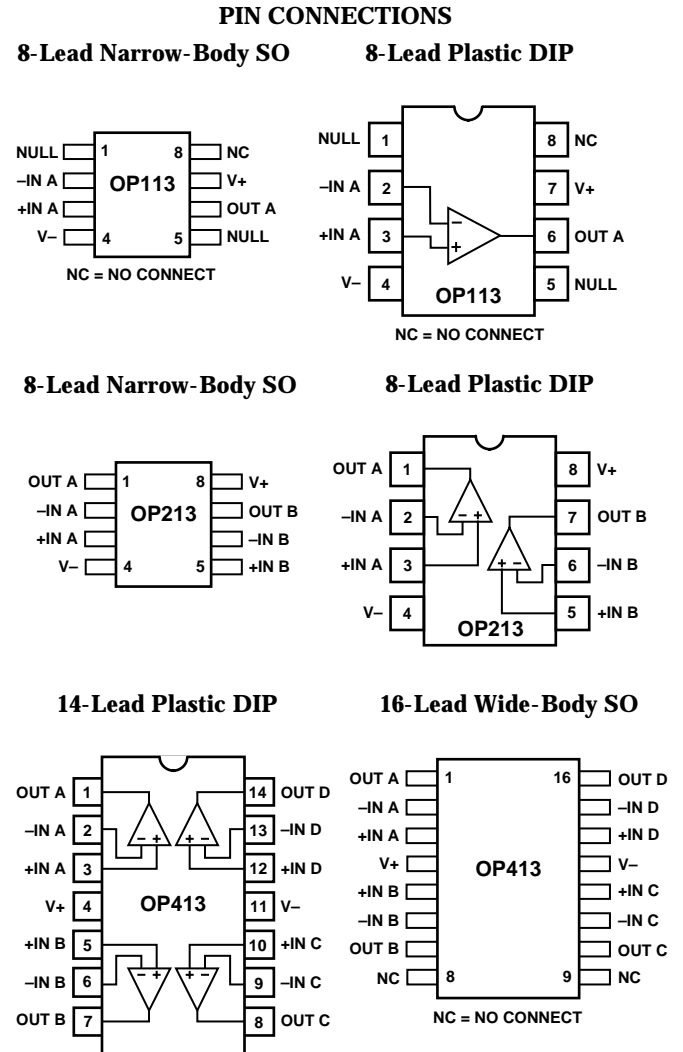 PIN CONNECTIONS
8-Lead Narrow-Body SO
NULL 1 8 NC
–IN A OP113 V+
+IN A OUT A
V– 4 5 NULL
NC = NO CONNECT
8-Lead Plastic DIP
NULL 1 8 NC
–IN A 2 7 V+
–
+IN A 3 6 OUT A
+
V– 4 5 NULL
OP113
NC = NO CONNECT
8-Lead Narrow-Body SO
OUT A 1 8 V+
–IN A OP213 OUT B
+IN A –IN B
V– 4 5 +IN B
8-Lead Plastic DIP
OUT A 1 8 V+
–IN A 2 – + 7 OUT B
+IN A 3 + – 6 –IN B
V– 4 5 +IN B
OP213
14-Lead Plastic DIP
OUT A 1 14 OUT D
–IN A 2 – + + – 13 –IN D
+IN A 3 12 +IN D
V+ 4 OP413 11 V–
+IN B 5 10 +IN C
–IN B 6 – + + – 9 –IN C
OUT B 7 8 OUT C
16-Lead Wide-Body SO
OUT A 1 16 OUT D
–IN A –IN D
+IN A +IN D
V+ OP413 V–
+IN B +IN C
–IN B –IN C
OUT B OUT C
NC 8 9 NC
NC = NO CONNECT